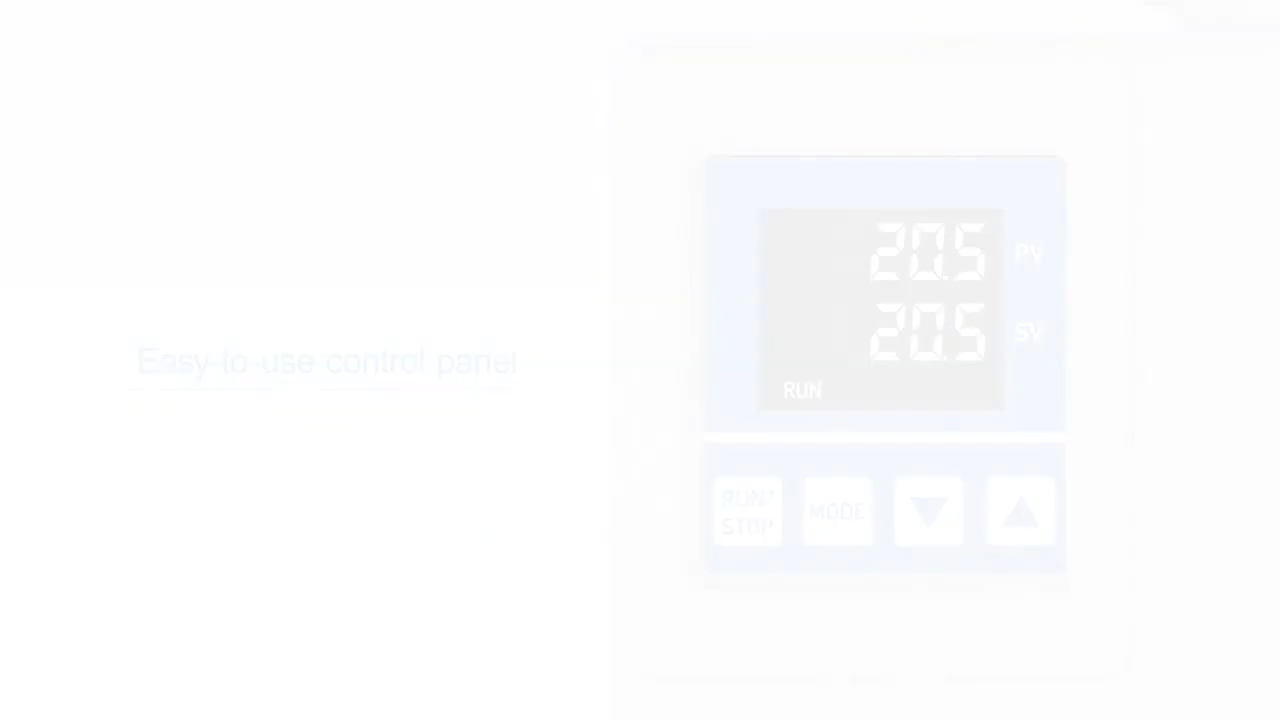 Easy-to-use control panel
20.5 PV
20.5 SV
RUN
RUN/
STOP
MODE